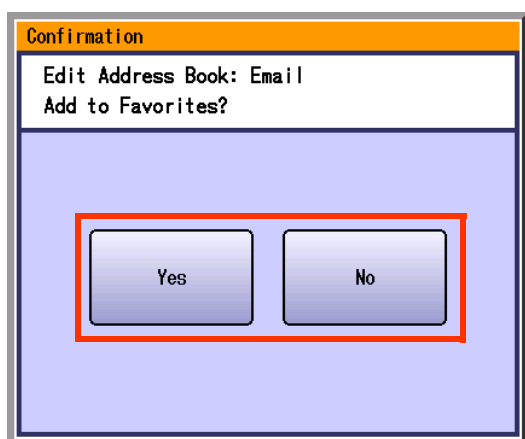 Confirmation
Edit Address Book: Email
Add to Favorites?
Yes
No